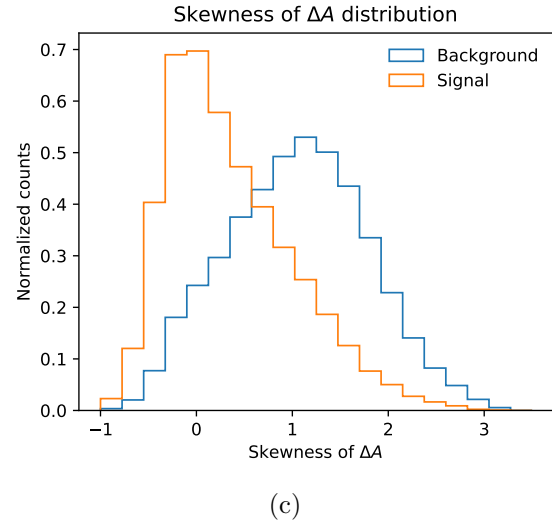 Skewness of ΔA distribution
Normalized counts
0.7
0.6
0.5
0.4
0.3
0.2
0.1
0.0
Background
Signal
−1
0
1
2
3
Skewness of ΔA
(c)